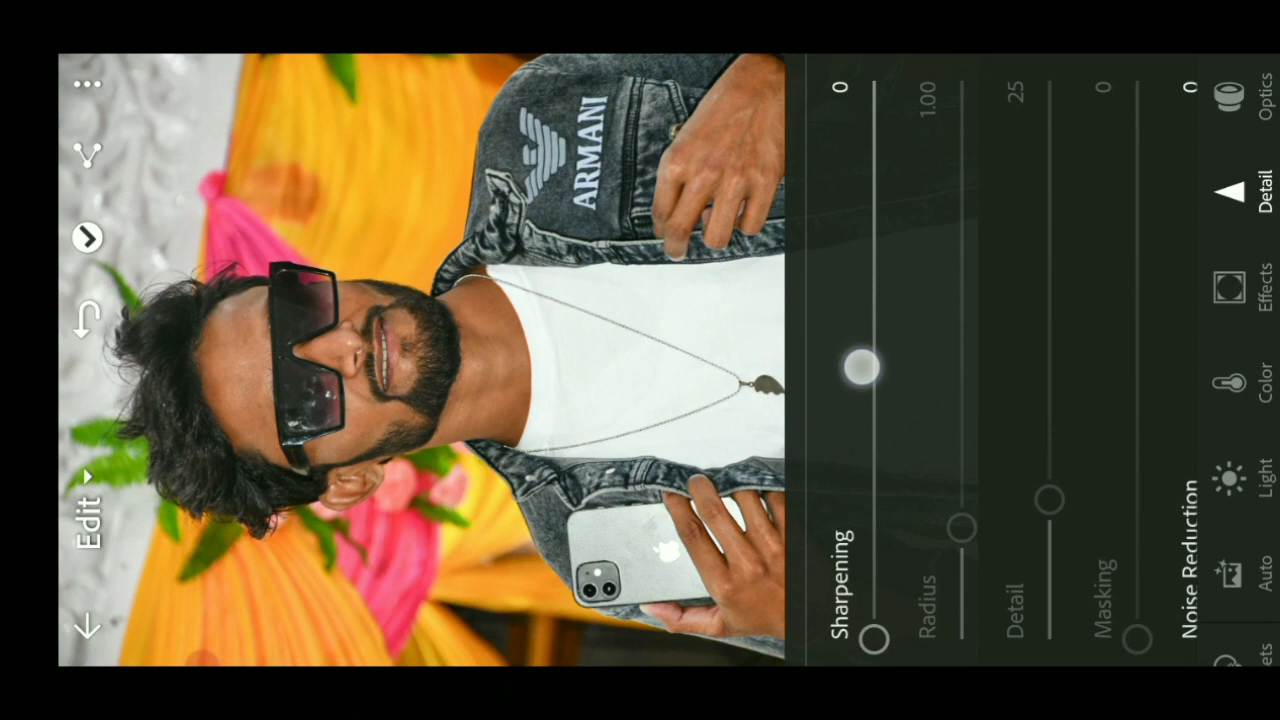 Edit
ARMANI
Sharpening 0
Radius 1.00
Detail 25
Masking 0
Noise Reduction 0
ets
Auto
Light
Color
Effects
Detail
Optics